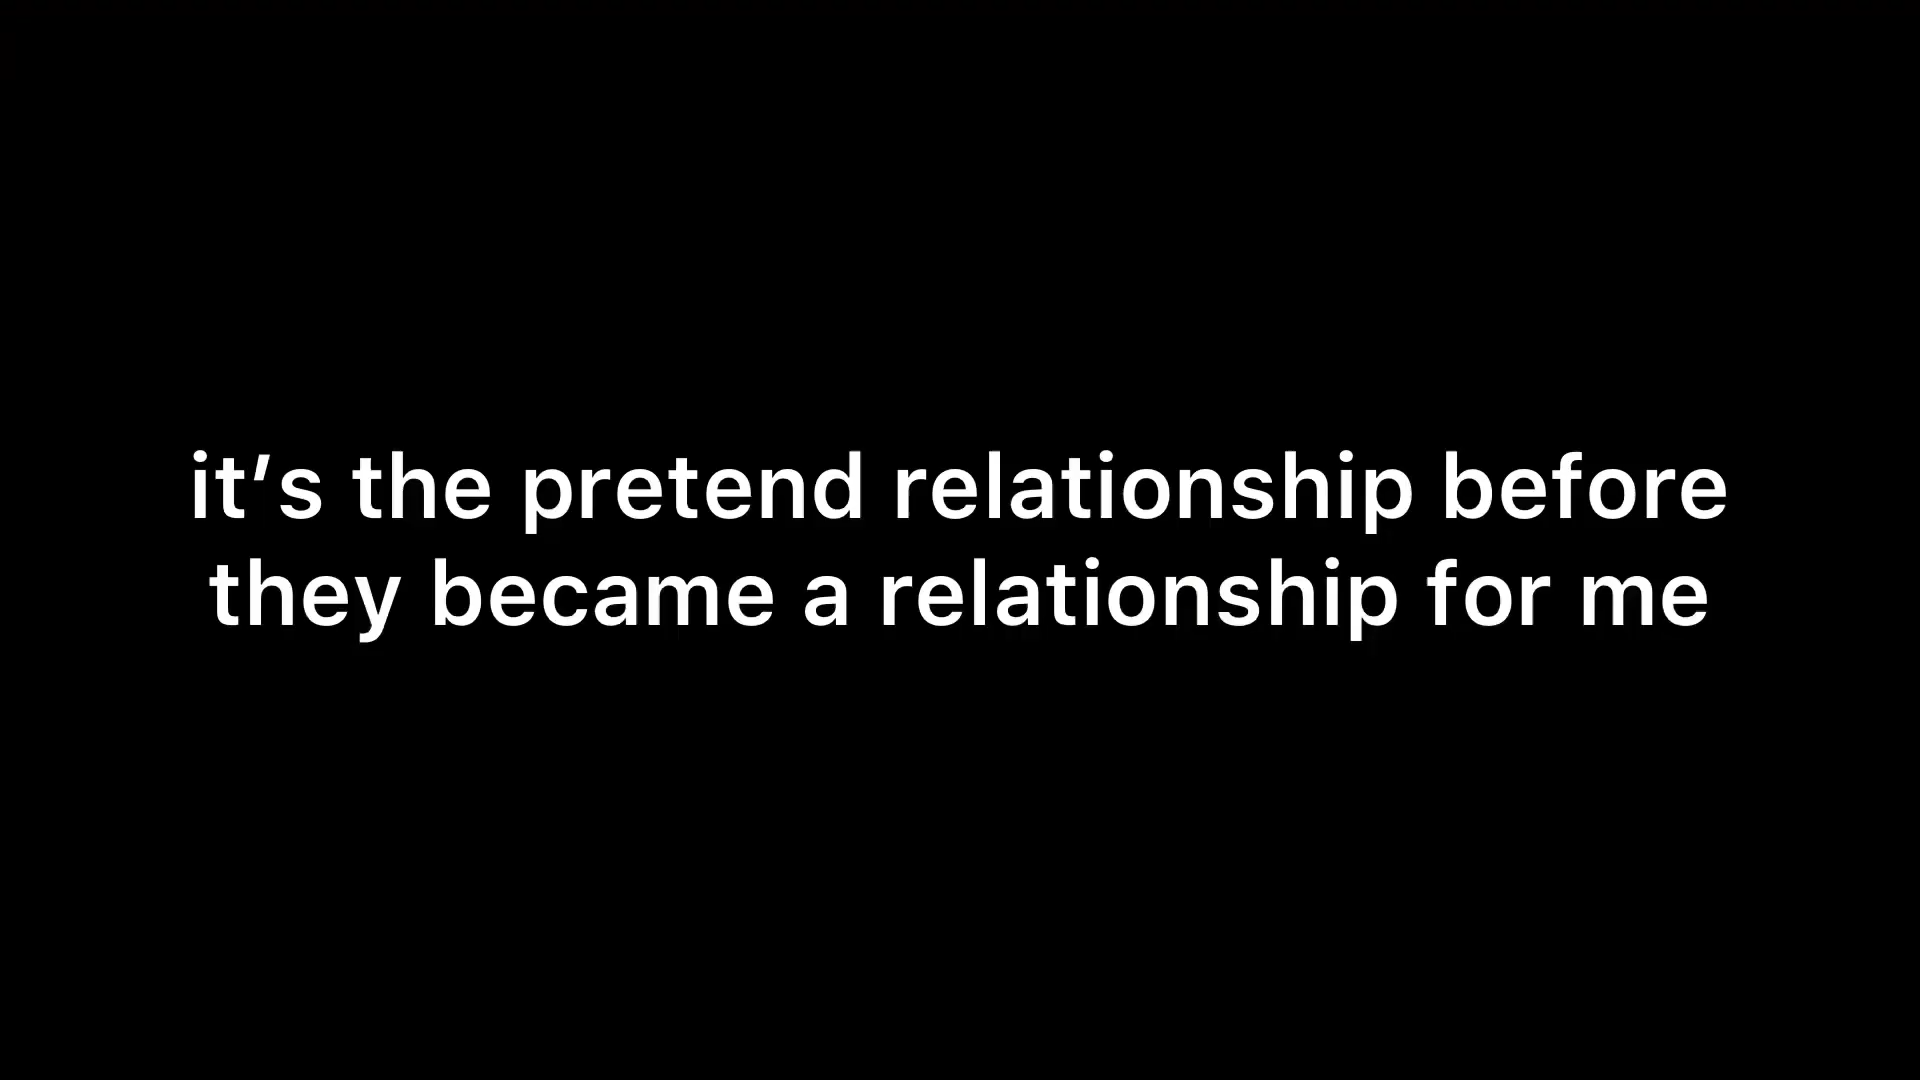 it’s the pretend relationship before
they became a relationship for me